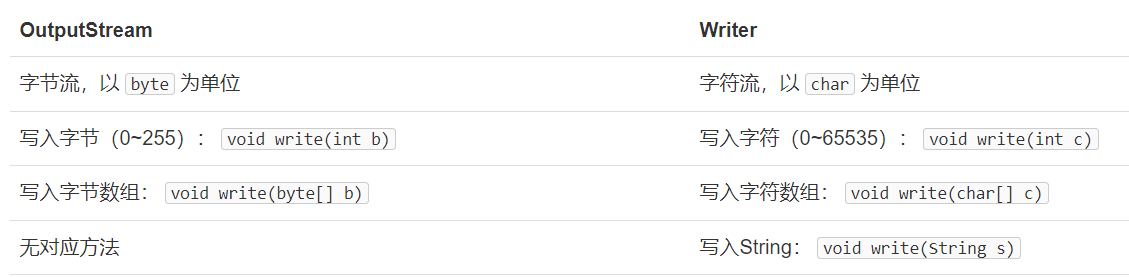 OutputStream Writer
字节流，以 byte 为单位 字符流，以 char 为单位
写入字节（0~255）： void write(int b) 写入字符（0~65535）： void write(int c)
写入字节数组： void write(byte[] b) 写入字符数组： void write(char[] c)
无对应方法 写入String： void write(String s)